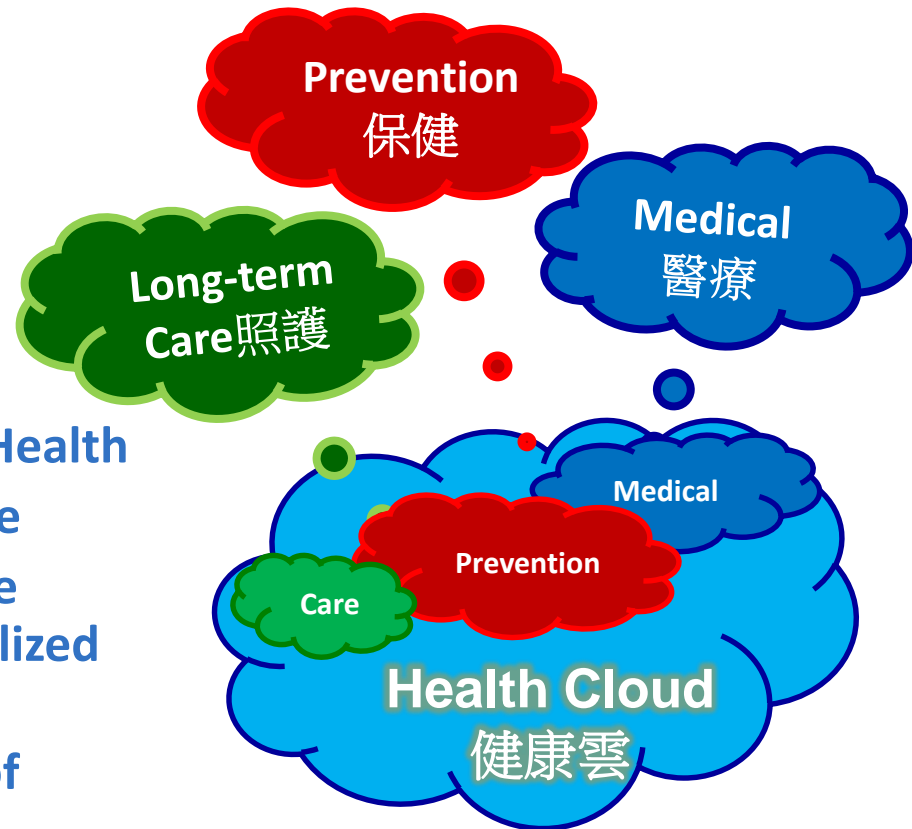 Prevention
保健
Medical
醫療
Long-term
Care照護
Health
Medical
Prevention
Care
Health Cloud
健康雲
of